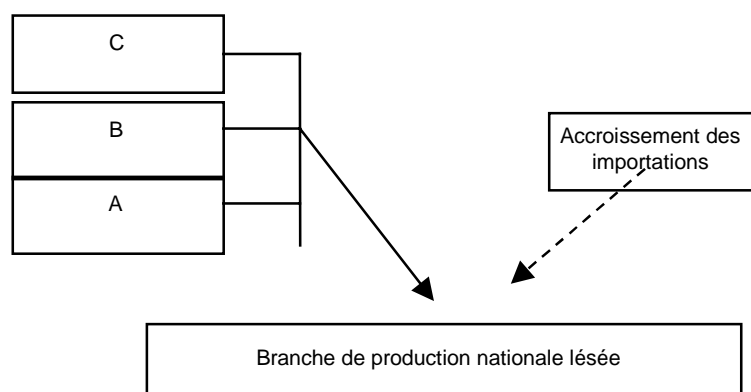 C
B
A
Accroissement des
importations
Branche de production nationale lésée